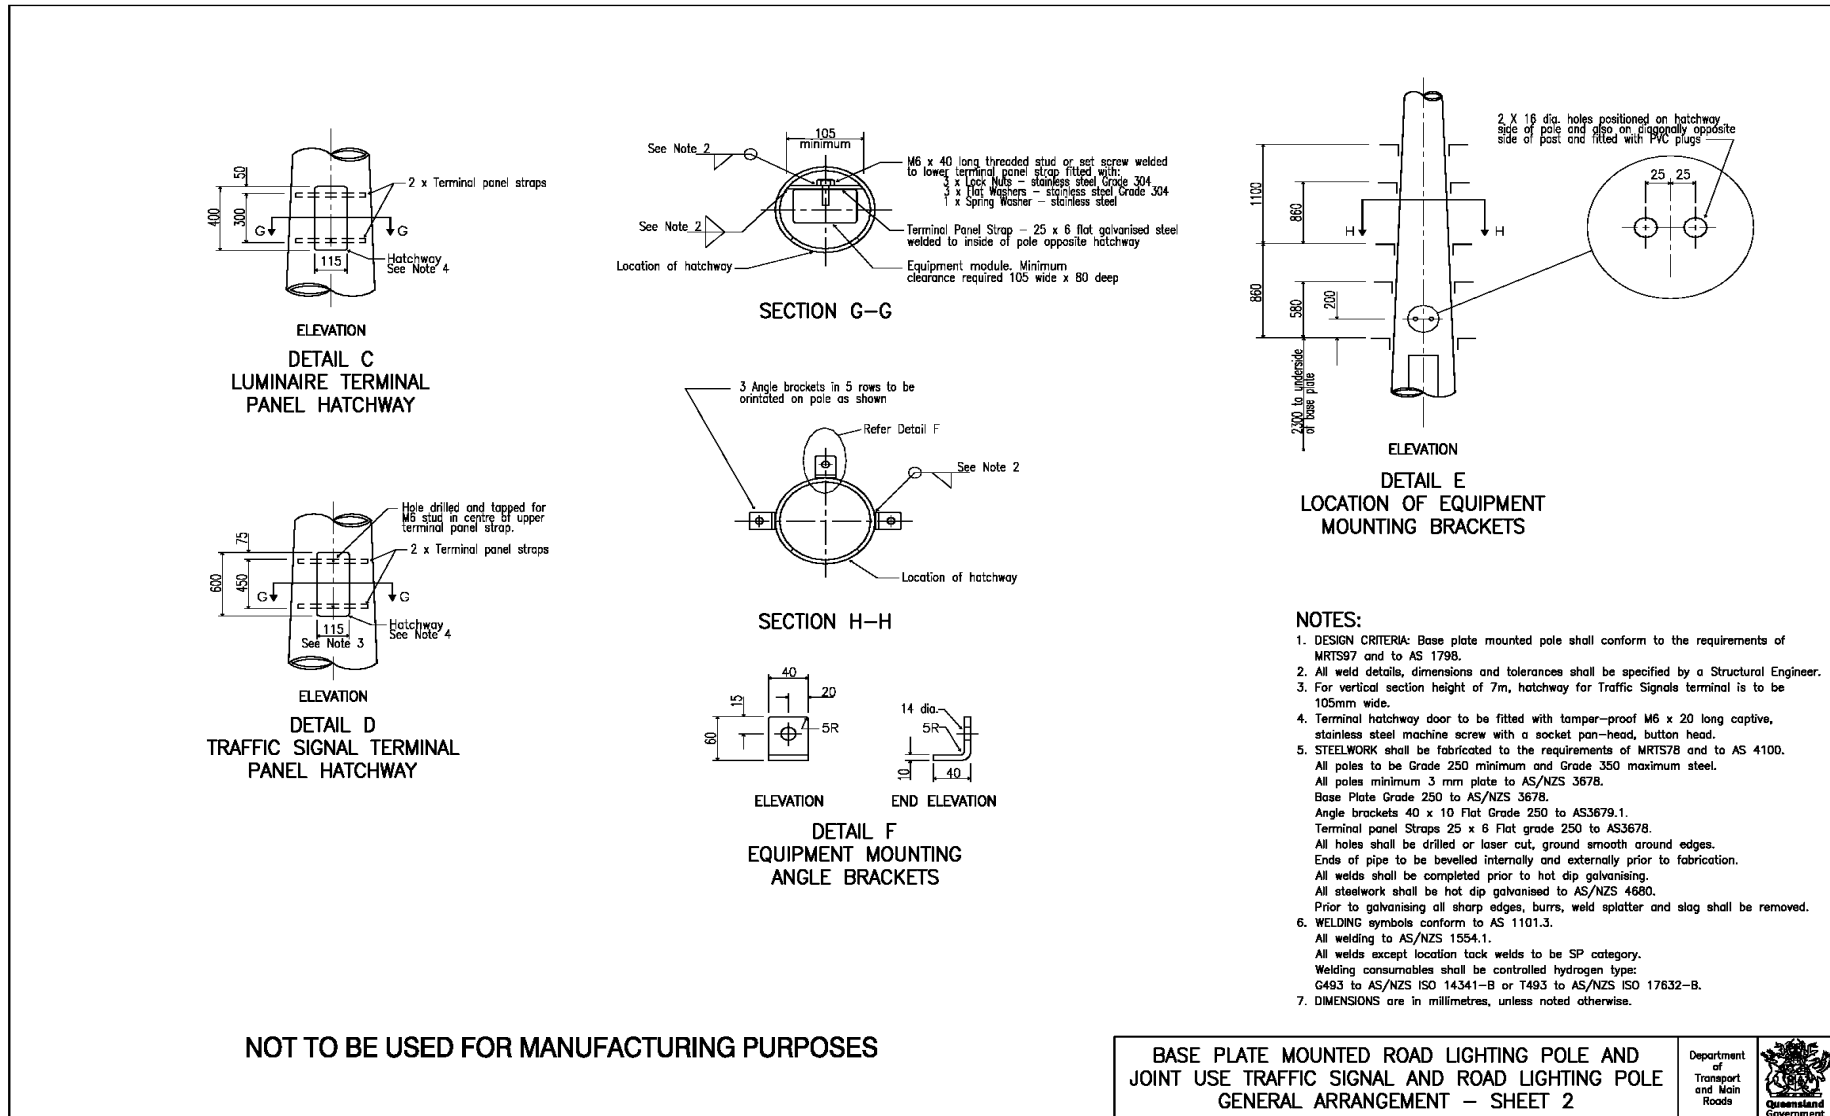 50
400
300
G
G
115
2 x Terminal panel straps
Hatchway
See Note 4
ELEVATION
DETAIL C
LUMINAIRE TERMINAL
PANEL HATCHWAY
105
minimum
See Note 2
See Note 2
Location of hatchway
M6 x 40 long threaded stud or set screw welded
to lower terminal panel strap fitted with:
3 x Lock Nuts – stainless steel Grade 304
3 x Flat Washers – stainless steel Grade 304
1 x Spring Washer – stainless steel
Terminal Panel Strap – 25 x 6 flat galvanised steel
welded to inside of pole opposite hatchway
Equipment module. Minimum
clearance required 105 wide x 80 deep
SECTION G–G
2 X 16 dia. holes positioned on hatchway
side of pole and also on diagonally opposite
side of post and fitted with PVC plugs
25
25
1100
860
H
H
860
580
200
2300 to underside
of base plate
ELEVATION
DETAIL E
LOCATION OF EQUIPMENT
MOUNTING BRACKETS
3 Angle brackets in 5 rows to be
orintated on pole as shown
Refer Detail F
See Note 2
Location of hatchway
SECTION H–H
Hole drilled and tapped for
M6 stud in centre of upper
terminal panel strap.
2 x Terminal panel straps
75
600
450
G
G
115
See Note 3
Hatchway
See Note 4
ELEVATION
DETAIL D
TRAFFIC SIGNAL TERMINAL
PANEL HATCHWAY
40
20
15
60
5R
ELEVATION
14 dia.
5R
10
40
END ELEVATION
DETAIL F
EQUIPMENT MOUNTING
ANGLE BRACKETS
NOTES:
1. DESIGN CRITERIA: Base plate mounted pole shall conform to the requirements of
MRTS97 and to AS 1798.
2. All weld details, dimensions and tolerances shall be specified by a Structural Engineer.
3. For vertical section height of 7m, hatchway for Traffic Signals terminal is to be
105mm wide.
4. Terminal hatchway door to be fitted with tamper–proof M6 x 20 long captive,
stainless steel machine screw with a socket pan–head, button head.
5. STEELWORK shall be fabricated to the requirements of MRTS78 and to AS 4100.
All poles to be Grade 250 minimum and Grade 350 maximum steel.
All poles minimum 3 mm plate to AS/NZS 3678.
Base Plate Grade 250 to AS/NZS 3678.
Angle brackets 40 x 10 Flat Grade 250 to AS3679.1.
Terminal panel Straps 25 x 6 Flat grade 250 to AS3678.
All holes shall be drilled or laser cut, ground smooth around edges.
Ends of pipe to be bevelled internally and externally prior to fabrication.
All welds shall be completed prior to hot dip galvanising.
All steelwork shall be hot dip galvanised to AS/NZS 4680.
Prior to galvanising all sharp edges, burrs, weld splatter and slag shall be removed.
6. WELDING symbols conform to AS 1101.3.
All welding to AS/NZS 1554.1.
All welds except location tack welds to be SP category.
Welding consumables shall be controlled hydrogen type:
G493 to AS/NZS ISO 14341–B or T493 to AS/NZS ISO 17632–B.
7. DIMENSIONS are in millimetres, unless noted otherwise.
NOT TO BE USED FOR MANUFACTURING PURPOSES
BASE PLATE MOUNTED ROAD LIGHTING POLE AND
JOINT USE TRAFFIC SIGNAL AND ROAD LIGHTING POLE
GENERAL ARRANGEMENT – SHEET 2
Department
of
Transport
and Main
Roads
Queensland
Government